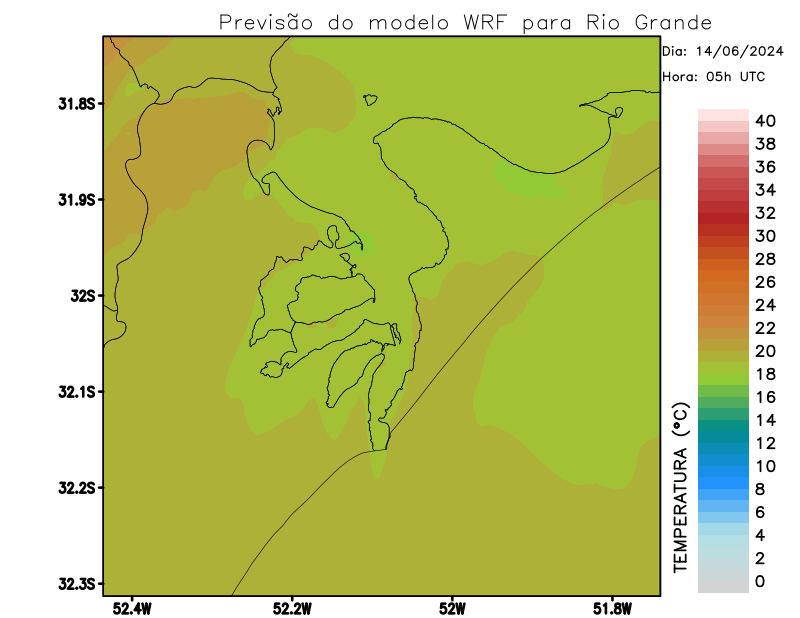 Previsão do modelo WRF para Rio Grande
Dia: 14/06/2024
Hora: 05h UTC
31.8S
31.9S
32S
32.1S
32.2S
32.3S
52.4W
52.2W
52W
51.8W
TEMPERATURA (°C)
40
38
36
34
32
30
28
26
24
22
20
18
16
14
12
10
8
6
4
2
0